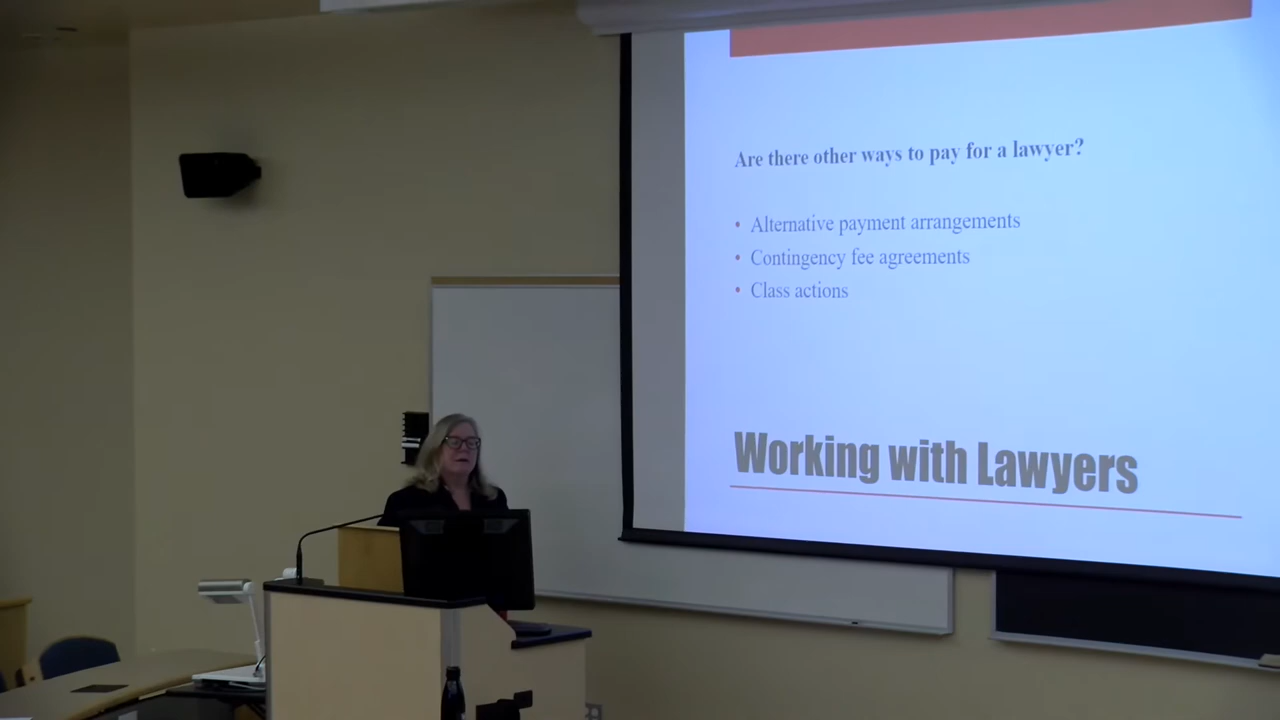 Are there other ways to pay for a lawyer?
• Alternative payment arrangements
• Contingency fee agreements
• Class actions
Working with Lawyers